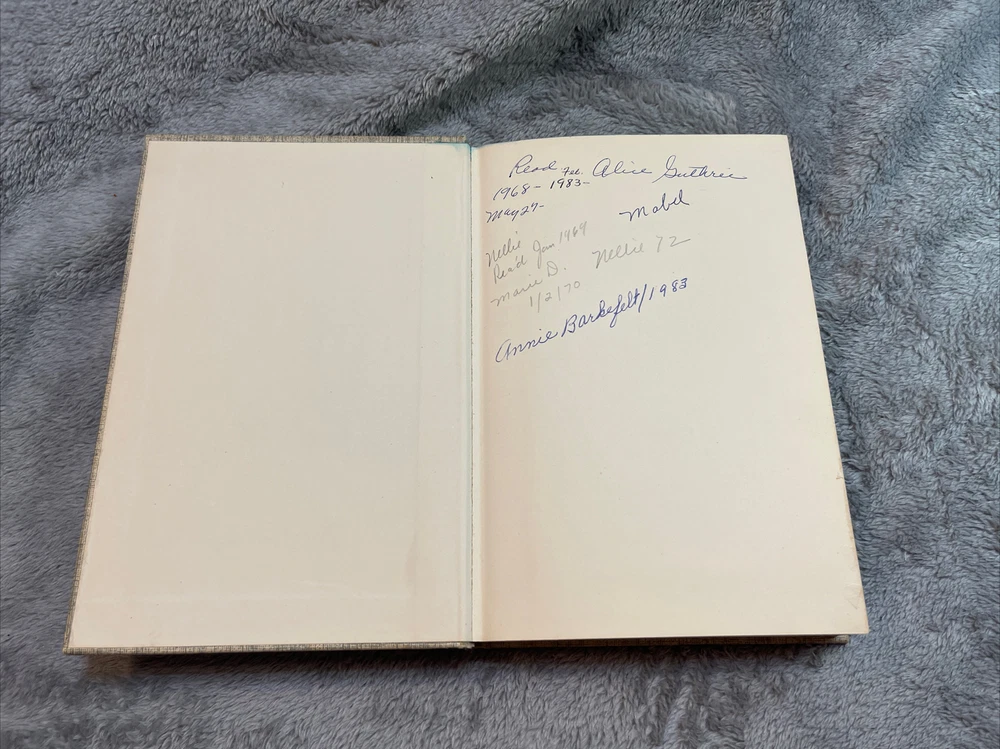 Read Feb. Alice Guthrie
1968 - 1983 -
May 27 -
Mabel
Nellie
Read Jan 1969
Marie D. Nellie 72
1/2/70
Annie Barkefelt/1983